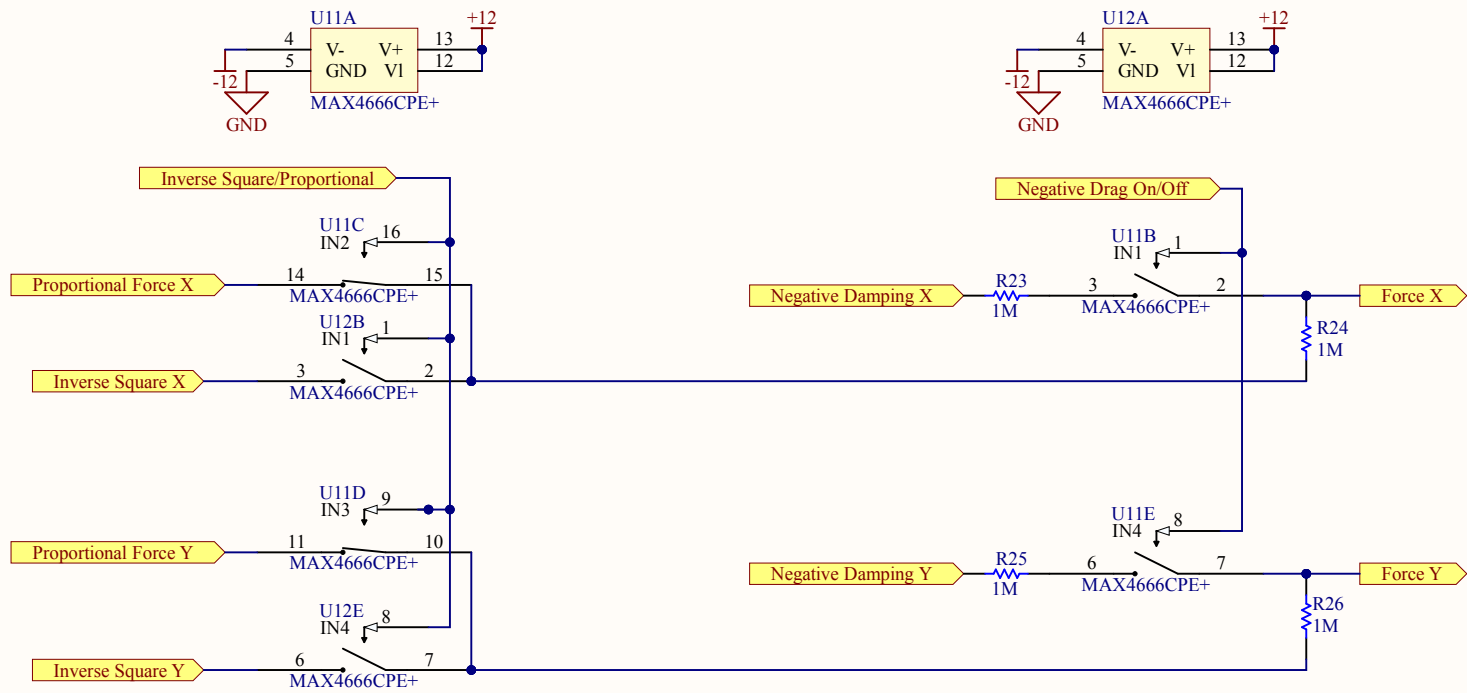 U11A
+12
4
V-
V+
13
5
GND
Vl
12
-12
MAX4666CPE+
GND
U12A
+12
4
V-
V+
13
5
GND
Vl
12
-12
MAX4666CPE+
GND
Inverse Square/Proportional
U11C
IN2
16
Proportional Force X
14
15
MAX4666CPE+
U12B
IN1
1
Inverse Square X
3
2
MAX4666CPE+
U11D
IN3
9
Proportional Force Y
11
10
MAX4666CPE+
U12E
IN4
8
Inverse Square Y
6
7
MAX4666CPE+
Negative Drag On/Off
U11B
IN1
1
Negative Damping X
R23
1M
3
2
MAX4666CPE+
Force X
R24
1M
U11E
IN4
8
Negative Damping Y
R25
1M
6
7
MAX4666CPE+
Force Y
R26
1M